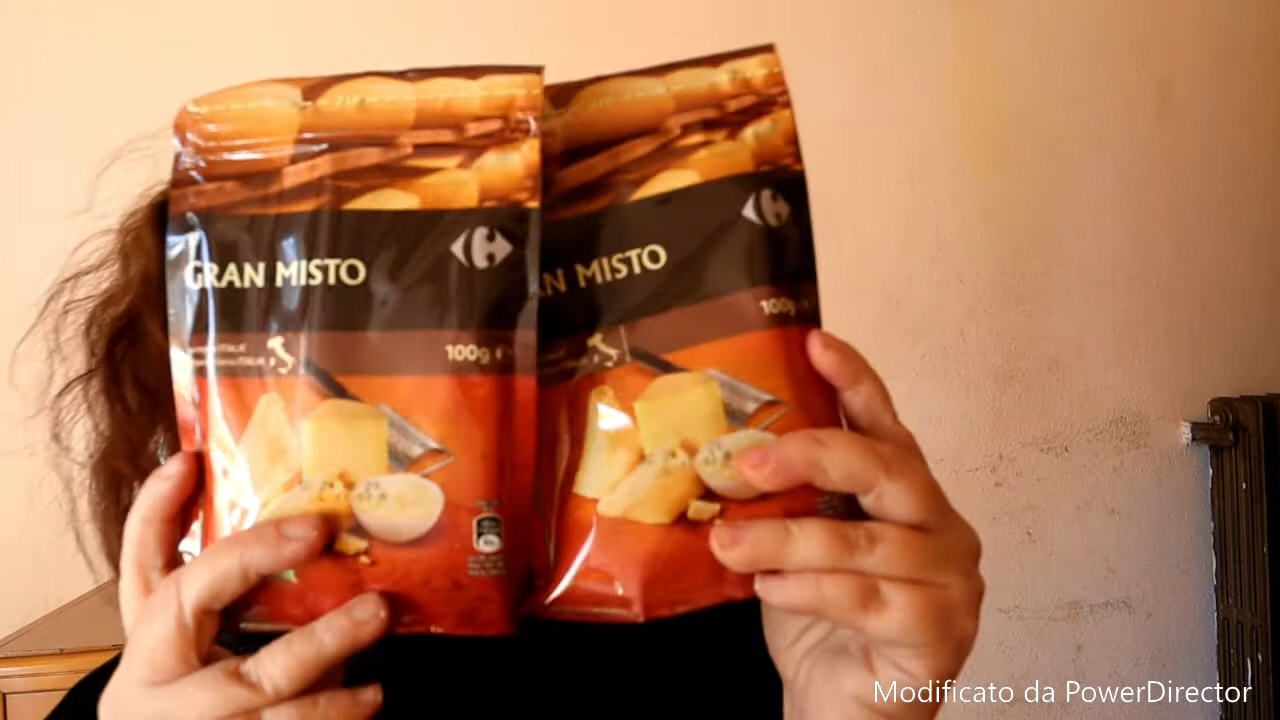 GRAN MISTO
100g
N MISTO
100g
Modificato da PowerDirector